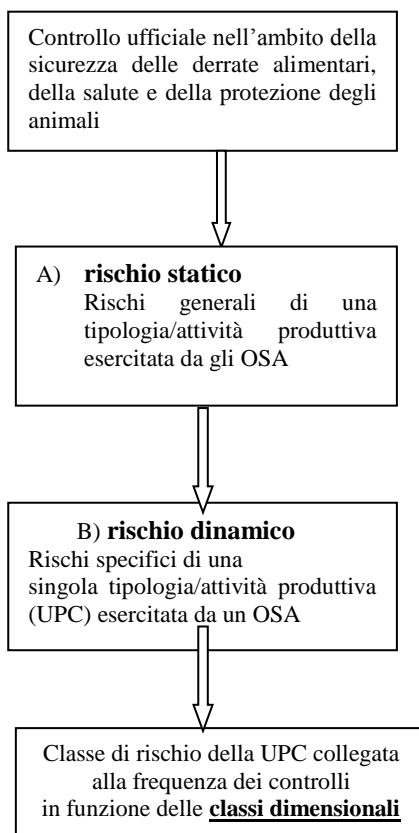 Controllo ufficiale nell'ambito della
sicurezza delle derrate alimentari,
della salute e della protezione degli
animali
A) rischio statico
Rischi generali di una
tipologia/attività produttiva
esercitata da gli OSA
B) rischio dinamico
Rischi specifici di una
singola tipologia/attività produttiva
(UPC) esercitata da un OSA
Classe di rischio della UPC collegata
alla frequenza dei controlli
in funzione delle classi dimensionali